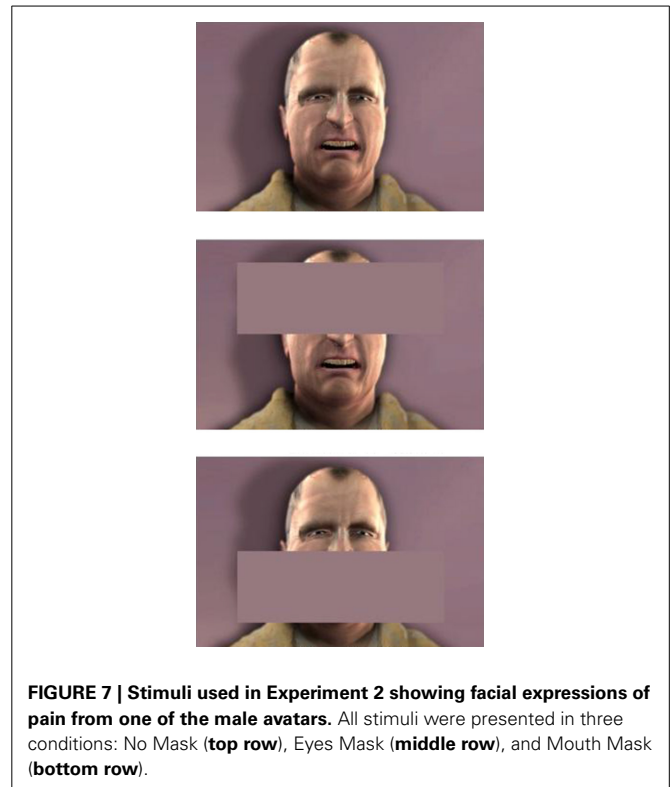 FIGURE 7 | Stimuli used in Experiment 2 showing facial expressions of
pain from one of the male avatars. All stimuli were presented in three
conditions: No Mask (top row), Eyes Mask (middle row), and Mouth Mask
(bottom row).